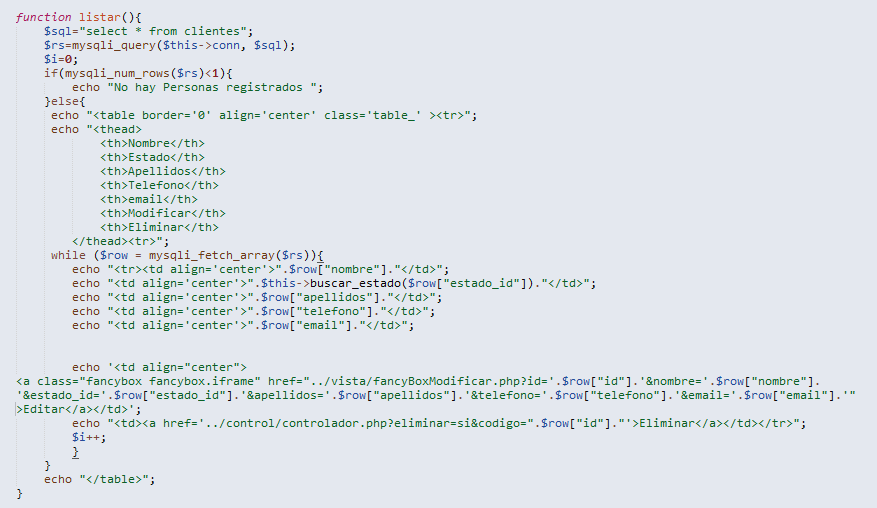 function listar(){
$sql="select * from clientes";
$rs=mysqli_query($this->conn, $sql);
$i=0;
if(mysqli_num_rows($rs)<1){
echo "No hay Personas registrados ";
}else{
echo "<table border='0' align='center' class='table_' ><tr>";
echo "<thead>
<th>Nombre</th>
<th>Estado</th>
<th>Apellidos</th>
<th>Telefono</th>
<th>email</th>
<th>Modificar</th>
<th>Eliminar</th>
</thead><tr>";
while ($row = mysqli_fetch_array($rs)){
echo "<tr><td align='center'>".$row["nombre"]."</td>";
echo "<td align='center'>".$this->buscar_estado($row["estado_id"])."</td>";
echo "<td align='center'>".$row["apellidos"]."</td>";
echo "<td align='center'>".$row["telefono"]."</td>";
echo "<td align='center'>".$row["email"]."</td>";
echo '<td align="center">
<a class="fancybox fancybox.iframe" href="../vista/fancyBoxModificar.php?id='.$row["id"].'&nombre='.$row["nombre"].
'&estado_id='.$row["estado_id"].'&apellidos='.$row["apellidos"].'&telefono='.$row["telefono"].'&email='.$row["email"].'"
>Editar</a></td>';
echo "<td><a href='../control/controlador.php?eliminar=si&codigo=".$row["id"]."'>Eliminar</a></td></tr>";
$i++;
}
}
echo "</table>";
}